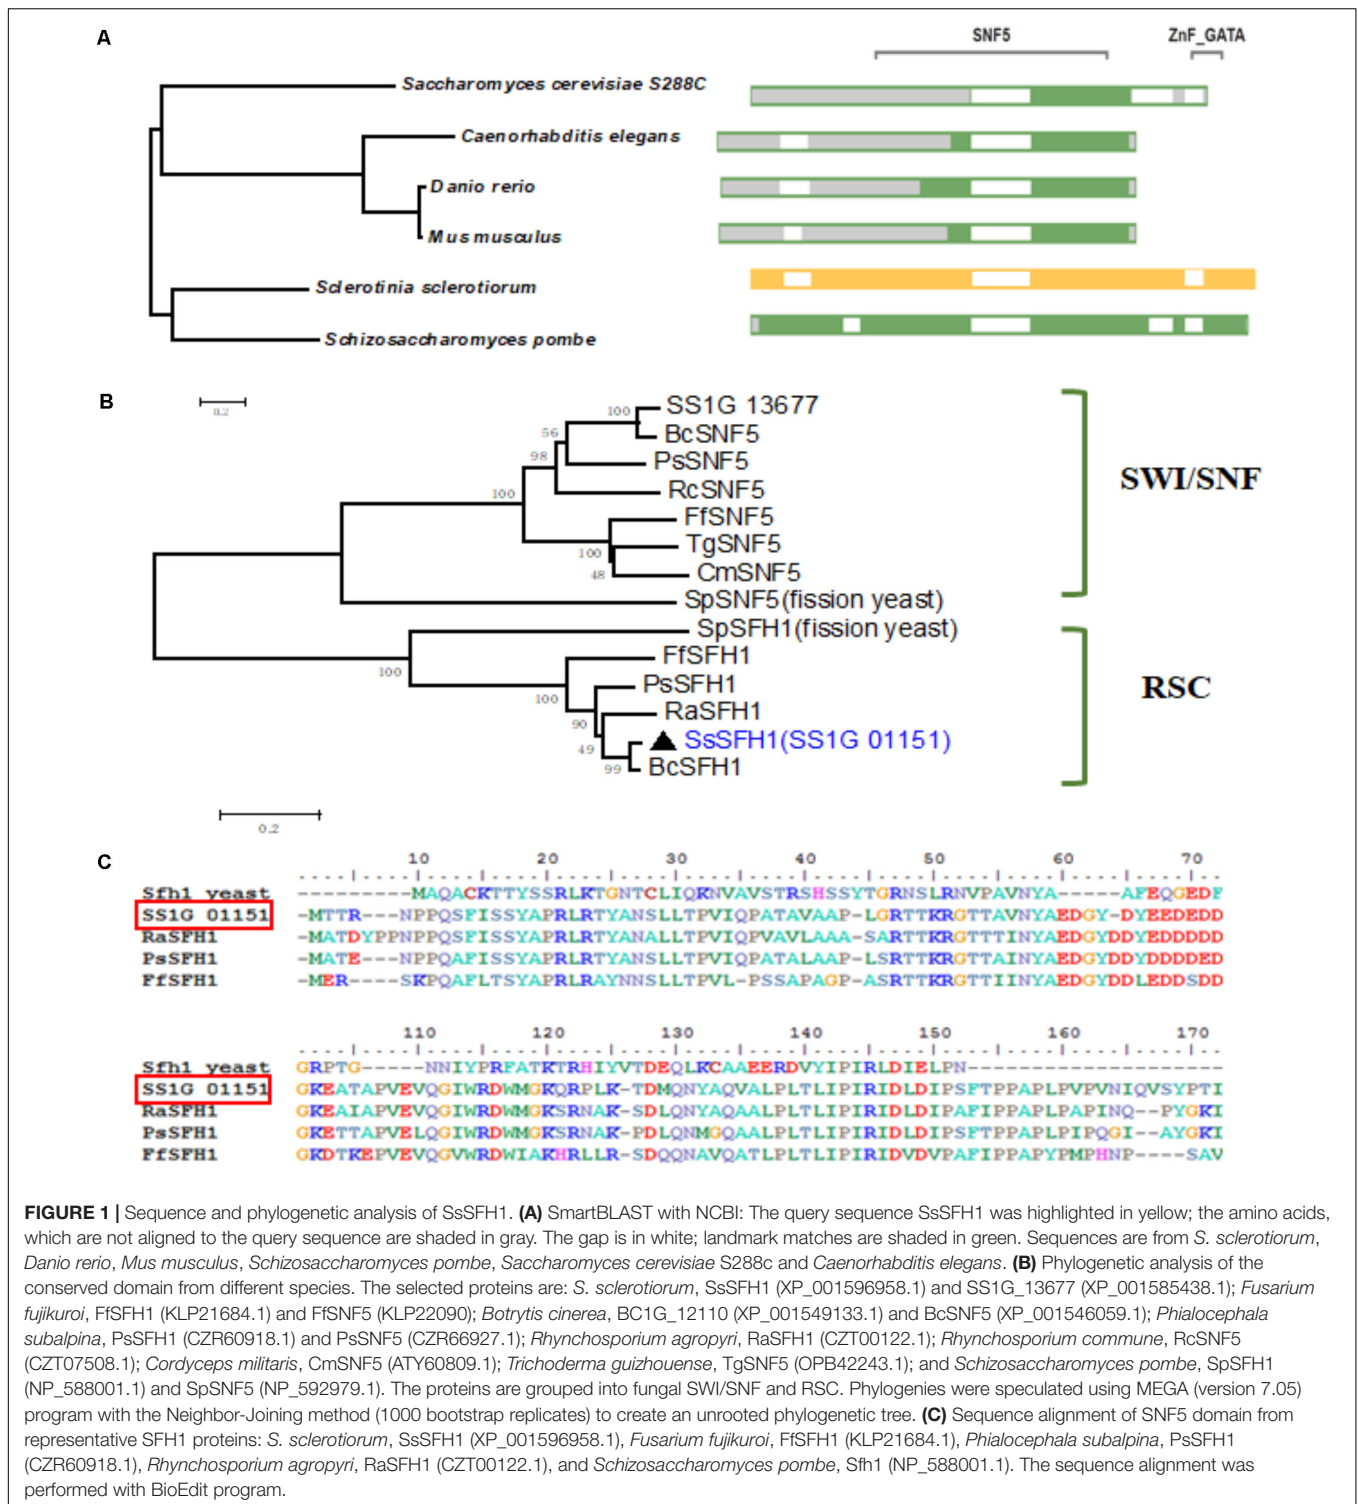 A
SNF5
ZnF_GATA
Saccharomyces cerevisiae S288C
Caenorhabditis elegans
Danio rerio
Mus musculus
Sclerotinia sclerotiorum
Schizosaccharomyces pombe
0.2
B
100
SS1G 13677
BcSNF5
56
PsSNF5
98
RcSNF5
100
FfSNF5
TgSNF5
100
CmSNF5
48
SpSNF5(fission yeast)
SWI/SNF
SpSFH1(fission yeast)
100
FfSFH1
100
PsSFH1
RaSFH1
90
SsSFH1(SS1G 01151)
49
BcSFH1
99
RSC
0.2
C
10 20 30 40 50 60 70
Sfh1 yeast ---------MAQACKTTYSSRLKTGNTCLIQKNVAVSTRSHSSYTGRNSLRNVPAVNYA-----AFEQGEDF
SS1G 01151 -MTTR---NPPQSFISSYAPRLRTYANSLLTPVIQPATAVAAP-LGRTTKRGTTAVNYAEDGY-DYEEDEDD
RaSFH1 -MATDYPPNPPQSFISSYAPRLRTYANALLTPVIQPVAVLAAA-SARTTKRGTTTINYAEDGYDDYEDDDDD
PsSFH1 -MATE---NPPQAFISSYAPRLRTYANSLLTPVIQPATALAAP-LSRTTKRGTTAINYAEDGYDDYDDDDED
FfSFH1 -MER----SKPQAFLTSYAPRLRAYNNSLLTPVL-PSSAPAGP-ASRTTKRGTTIINYAEDGYDDLEDDSDD
110 120 130 140 150 160 170
Sfh1 yeast GRPTG-----NNIYPRFATKTRHIYVTDEQLKCAAEERDVYIPIRLDIELPN--------------------
SS1G 01151 GKEATAPVEVQGIWRDWMGKQRPLK-TDMQNYAQVALPLTLIPIRIDLDIPSFTPPAPLPVPVNIQVSYPTI
RaSFH1 GKEAIAPVEVQGIWRDWMGKSRNAK-SDLQNYAQAALPLTLIPIRIDLDIPAFIPPAPLPAPINQ--PYGKI
PsSFH1 GKETTAPVELQGIWRDWMGKSRNAK-PDLQNMGQAALPLTLIPIRIDLDIPSFTPPAPLPIPQGI--AYGKI
FfSFH1 GKDTKEPVEVQGVWRDWIAKHRLLR-SDQQNAVQATLPLTLIPIRIDVDVPAFIPPAPYPMPHNP----SAV
FIGURE 1 | Sequence and phylogenetic analysis of SsSFH1. (A) SmartBLAST with NCBI: The query sequence SsSFH1 was highlighted in yellow; the amino acids,
which are not aligned to the query sequence are shaded in gray. The gap is in white; landmark matches are shaded in green. Sequences are from S. sclerotiorum,
Danio rerio, Mus musculus, Schizosaccharomyces pombe, Saccharomyces cerevisiae S288c and Caenorhabditis elegans. (B) Phylogenetic analysis of the
conserved domain from different species. The selected proteins are: S. sclerotiorum, SsSFH1 (XP_001596958.1) and SS1G_13677 (XP_001585438.1); Fusarium
fujikuroi, FfSFH1 (KLP21684.1) and FfSNF5 (KLP22090); Botrytis cinerea, BC1G_12110 (XP_001549133.1) and BcSNF5 (XP_001546059.1); Phialocephala
subalpina, PsSFH1 (CZR60918.1) and PsSNF5 (CZR66927.1); Rhynchosporium agropyri, RaSFH1 (CZT00122.1); Rhynchosporium commune, RcSNF5
(CZT07508.1); Cordyceps militaris, CmSNF5 (ATY60809.1); Trichoderma guizhouense, TgSNF5 (OPB42243.1); and Schizosaccharomyces pombe, SpSFH1
(NP_588001.1) and SpSNF5 (NP_592979.1). The proteins are grouped into fungal SWI/SNF and RSC. Phylogenies were speculated using MEGA (version 7.05)
program with the Neighbor-Joining method (1000 bootstrap replicates) to create an unrooted phylogenetic tree. (C) Sequence alignment of SNF5 domain from
representative SFH1 proteins: S. sclerotiorum, SsSFH1 (XP_001596958.1), Fusarium fujikuroi, FfSFH1 (KLP21684.1), Phialocephala subalpina, PsSFH1
(CZR60918.1), Rhynchosporium agropyri, RaSFH1 (CZT00122.1), and Schizosaccharomyces pombe, Sfh1 (NP_588001.1). The sequence alignment was
performed with BioEdit program.